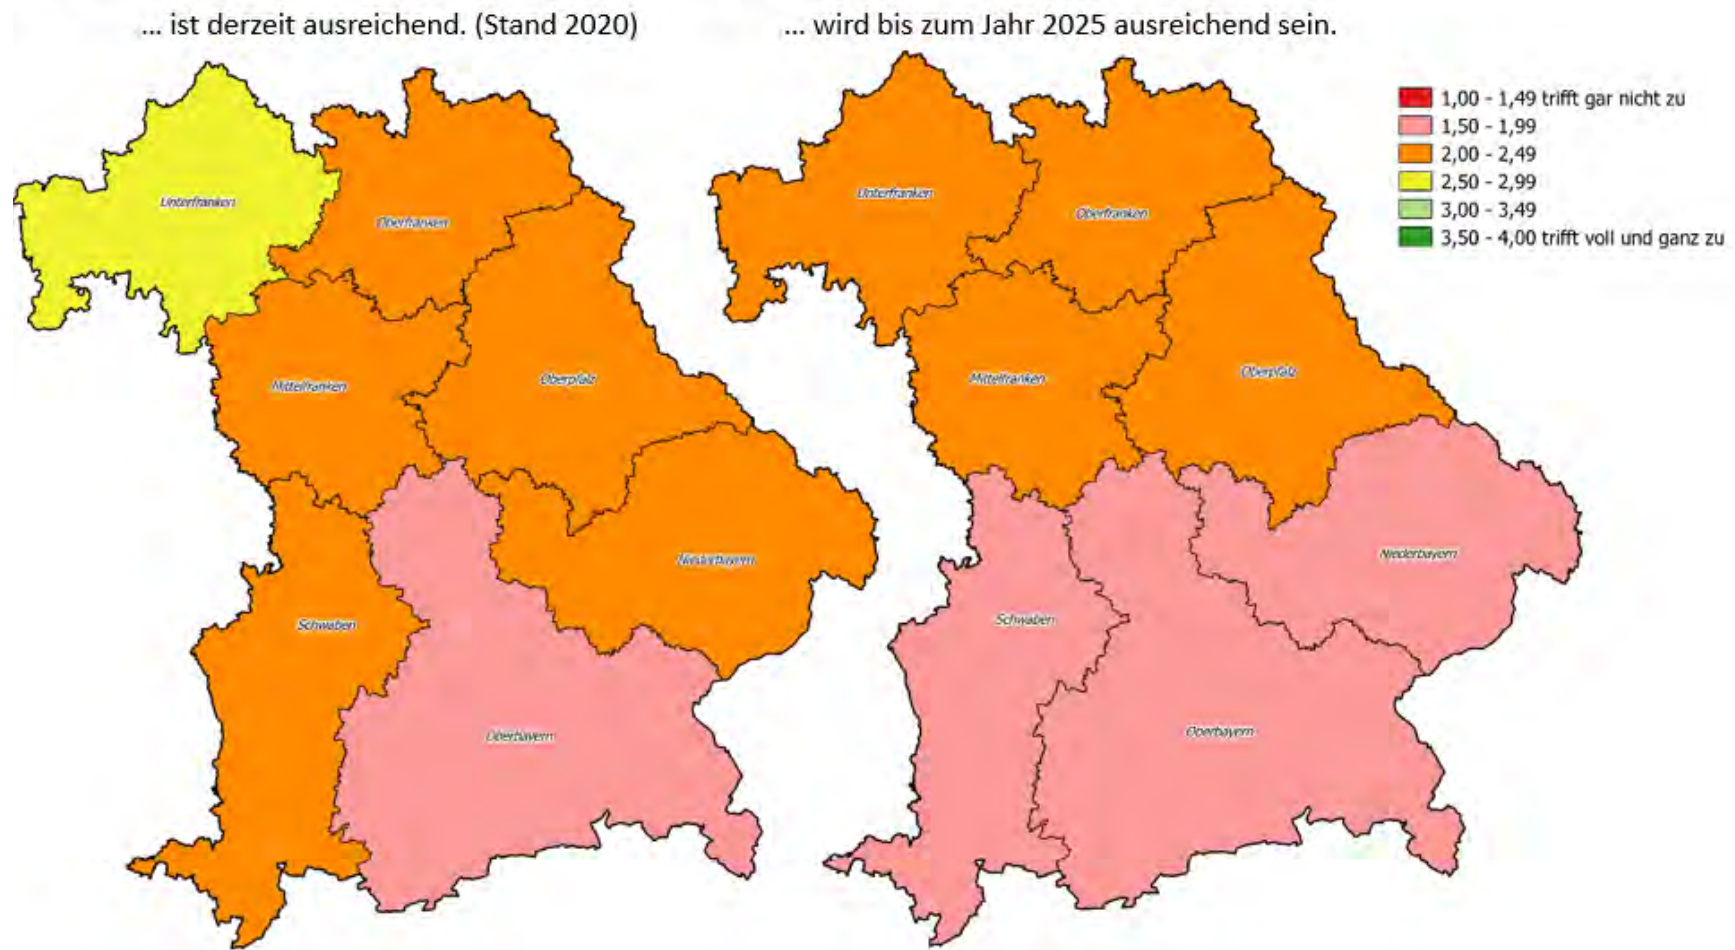 ... ist derzeit ausreichend. (Stand 2020)
... wird bis zum Jahr 2025 ausreichend sein.
1,00 - 1,49 trifft gar nicht zu
1,50 - 1,99
2,00 - 2,49
2,50 - 2,99
3,00 - 3,49
3,50 - 4,00 trifft voll und ganz zu
Unterfranken
Oberfranken
Mittelfranken
Oberpfalz
Niederbayern
Schwaben
Oberbayern
Unterfranken
Oberfranken
Mittelfranken
Oberpfalz
Niederbayern
Schwaben
Oberbayern